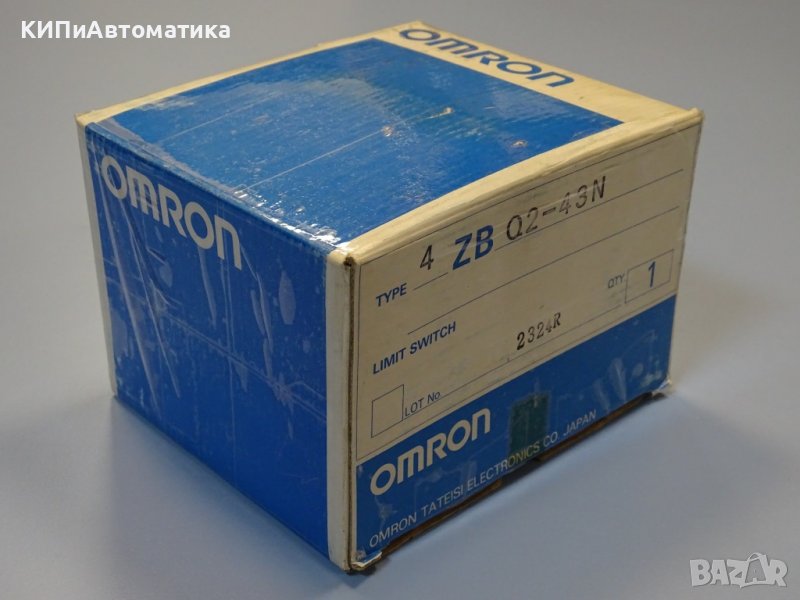 КИПиАвтоматика
OMRON
OMRON
TYPE 4 ZB Q2-43N
LIMIT SWITCH
QTY 1
LOT No. 2324R
OMRON
OMRON TATEISI ELECTRONICS CO. JAPAN
BAZAR